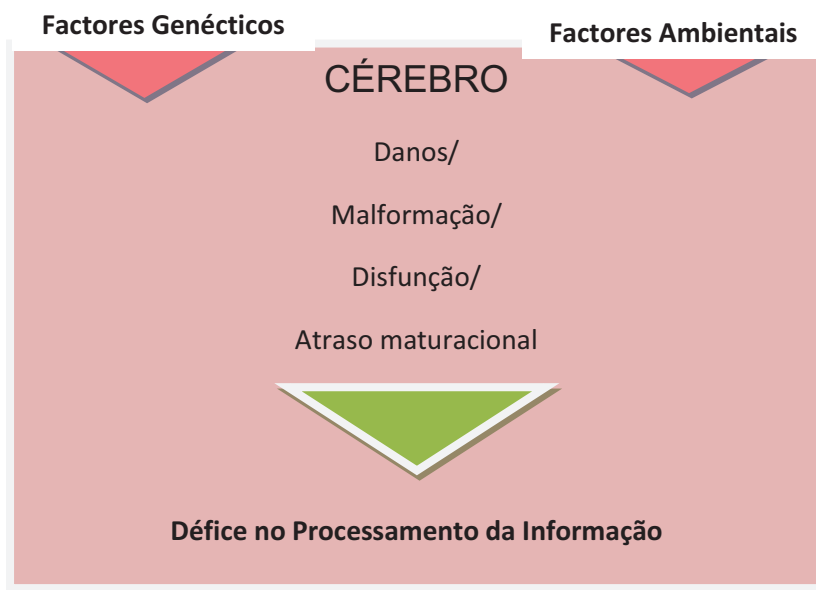 Factores Genécticos
Factores Ambientais
CÉREBRO
Danos/
Malformação/
Disfunção/
Atraso maturacional
Défice no Processamento da Informação